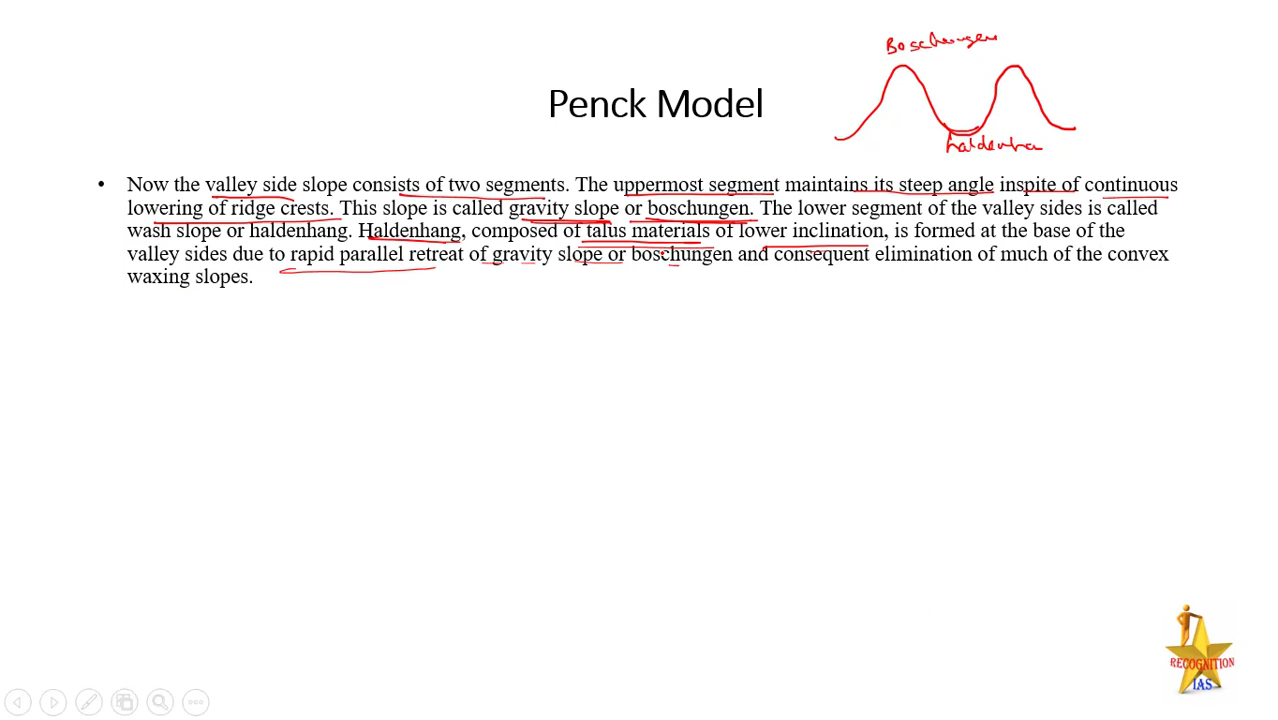 Boschungen
Penck Model
haldenha
• Now the valley side slope consists of two segments. The uppermost segment maintains its steep angle inspite of continuous
lowering of ridge crests. This slope is called gravity slope or boschungen. The lower segment of the valley sides is called
wash slope or haldenhang. Haldenhang, composed of talus materials of lower inclination, is formed at the base of the
valley sides due to rapid parallel retreat of gravity slope or boschungen and consequent elimination of much of the convex
waxing slopes.
RECOGNITION
IAS